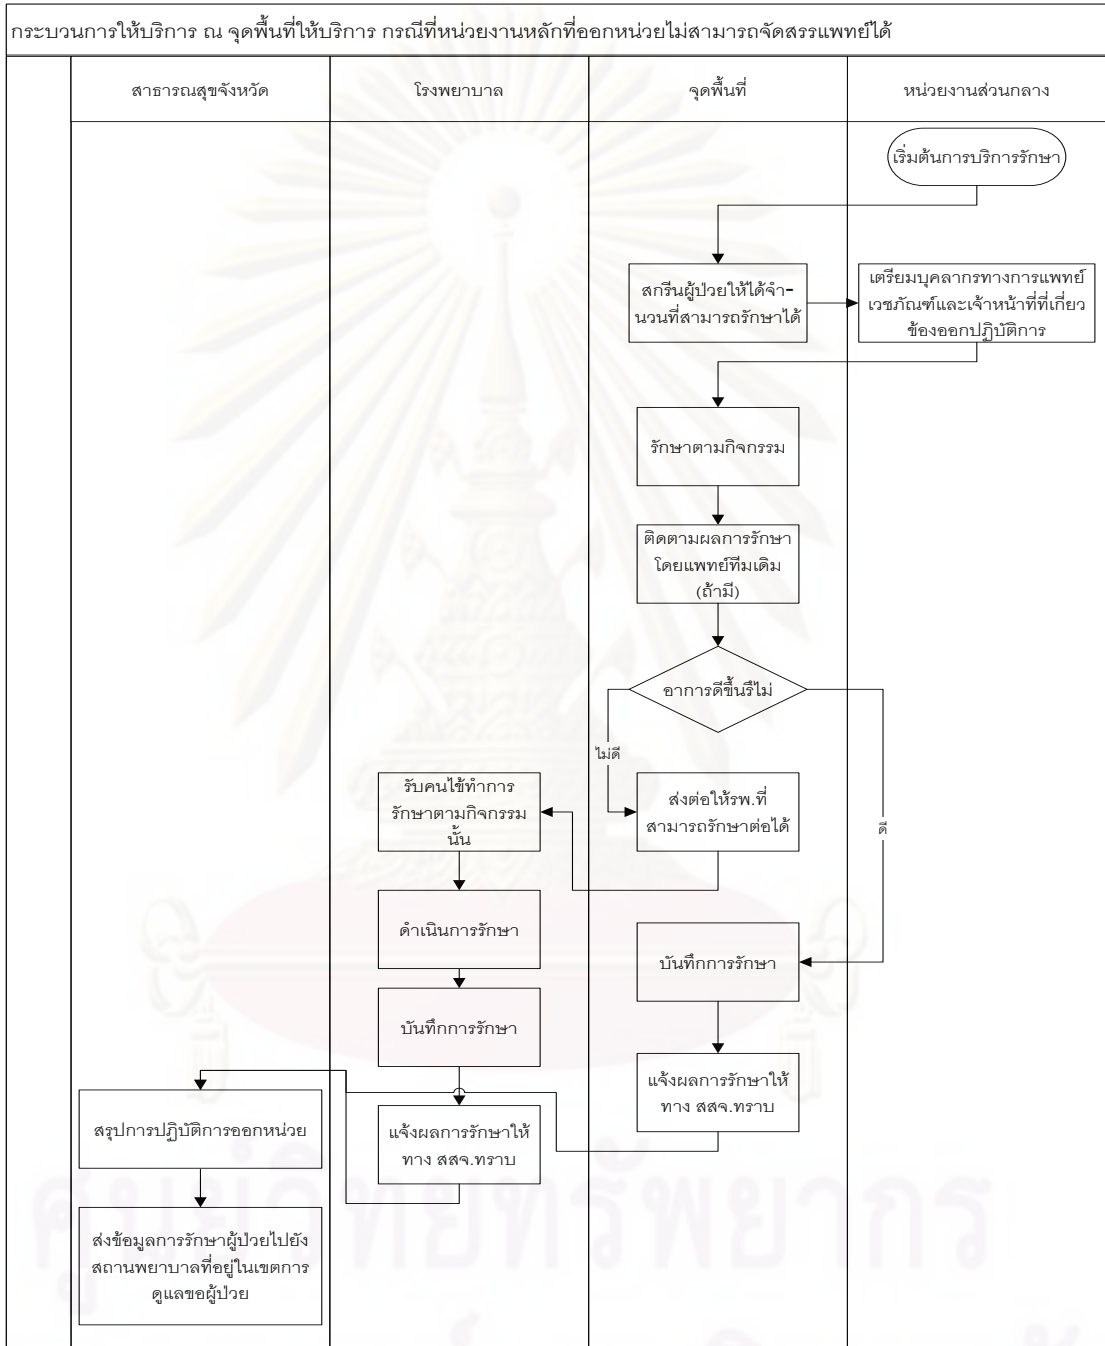 กระบวนการให้บริการ ณ จุดพื้นที่ให้บริการ กรณีที่หน่วยงานหลักที่ออกหน่วยไม่สามารถจัดสรรแพทย์ได้
สาธารณสุขจังหวัด
โรงพยาบาล
จุดพื้นที่
หน่วยงานส่วนกลาง
เริ่มต้นการบริการรักษา
สกรีนผู้ป่วยให้ได้จำ-
นวนที่สามารถรักษาได้
เตรียมบุคลากรทางการแพทย์
เวชภัณฑ์และเจ้าหน้าที่ที่เกี่ยว
ข้องออกปฏิบัติการ
รักษาตามกิจกรรม
ติดตามผลการรักษา
โดยแพทย์ทีมเดิม
(ถ้ามี)
อาการดีขึ้นรึไม่
ไม่ดี
ดี
รับคนไข้ทำการ
รักษาตามกิจกรรม
นั้น
ส่งต่อให้รพ.ที่
สามารถรักษาต่อได้
ดำเนินการรักษา
บันทึกการรักษา
บันทึกการรักษา
แจ้งผลการรักษาให้
ทาง สสจ.ทราบ
สรุปการปฏิบัติการออกหน่วย
แจ้งผลการรักษาให้
ทาง สสจ.ทราบ
ส่งข้อมูลการรักษาผู้ป่วยไปยัง
สถานพยาบาลที่อยู่ในเขตการ
ดูแลขอผู้ป่วย
ศูนย์วิทยทรัพยากร